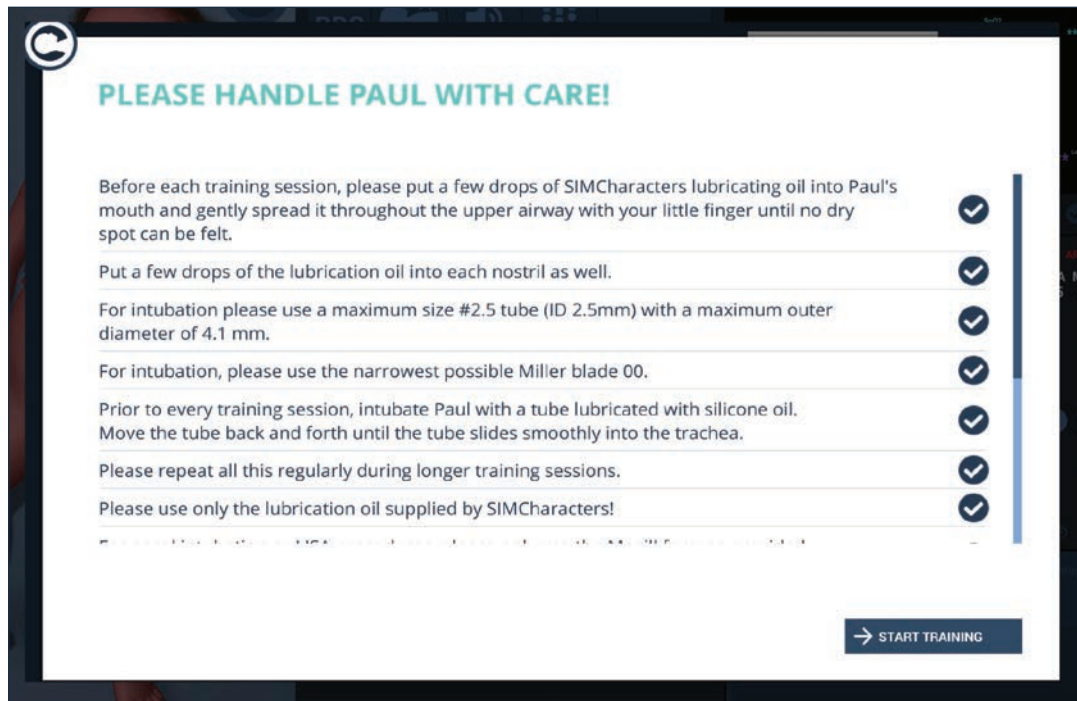 PLEASE HANDLE PAUL WITH CARE!
Before each training session, please put a few drops of SIMCharacters lubricating oil into Paul's
mouth and gently spread it throughout the upper airway with your little finger until no dry
spot can be felt.
Put a few drops of the lubrication oil into each nostril as well.
For intubation please use a maximum size #2.5 tube (ID 2.5mm) with a maximum outer
diameter of 4.1 mm.
For intubation, please use the narrowest possible Miller blade 00.
Prior to every training session, intubate Paul with a tube lubricated with silicone oil.
Move the tube back and forth until the tube slides smoothly into the trachea.
Please repeat all this regularly during longer training sessions.
Please use only the lubrication oil supplied by SIMCharacters!
START TRAINING